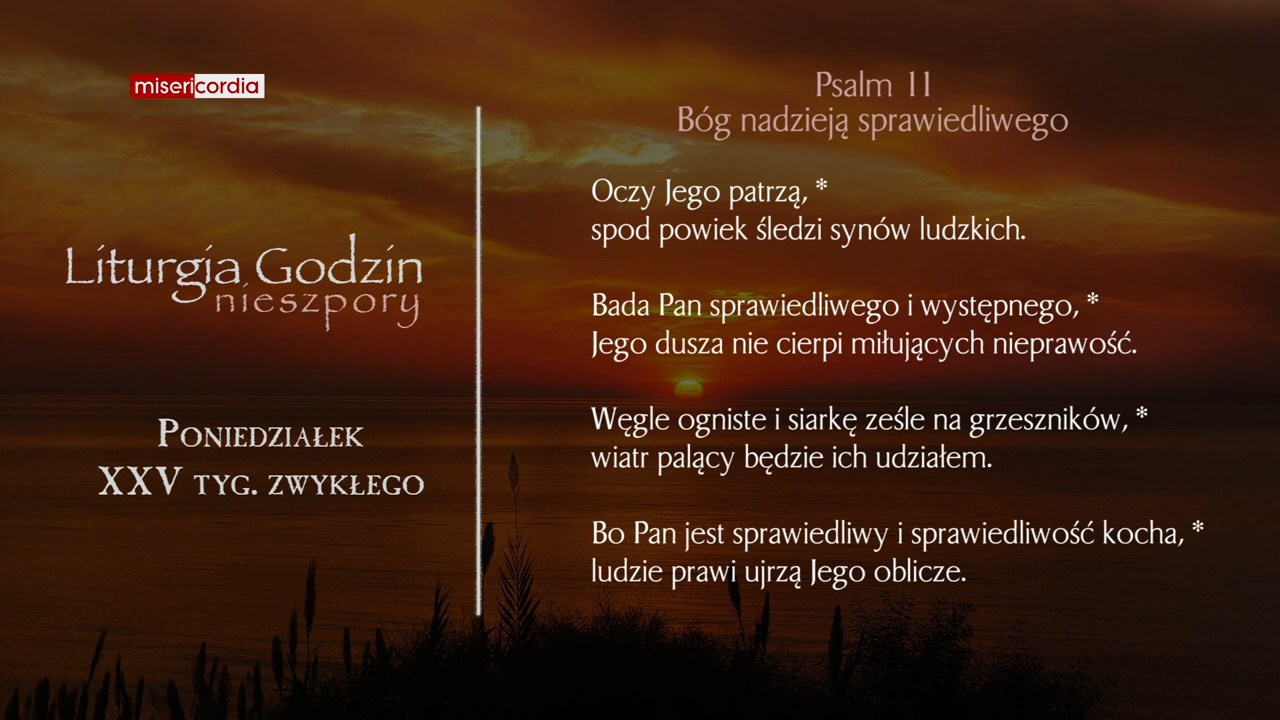 misericordia
Liturgia Godzin
nieszpory
Poniedziałek
XXV tyg. zwykłego
Psalm 11
Bóg nadzieją sprawiedliwego
Oczy Jego patrzą, *
spod powiek śledzi synów ludzkich.
Bada Pan sprawiedliwego i występnego, *
Jego dusza nie cierpi miłujących nieprawość.
Węgle ogniste i siarkę ześle na grzeszników, *
wiatr palący będzie ich udziałem.
Bo Pan jest sprawiedliwy i sprawiedliwość kocha, *
ludzie prawi ujrzą Jego oblicze.